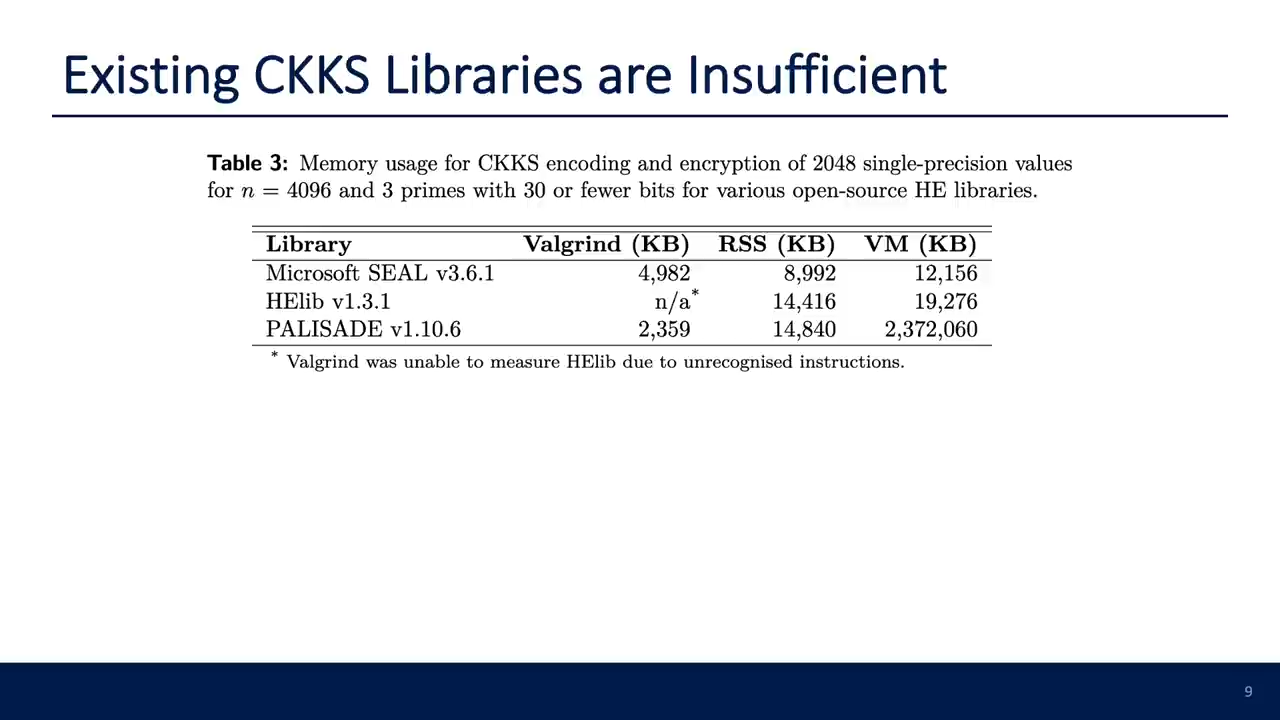 Existing CKKS Libraries are Insufficient
Table 3: Memory usage for CKKS encoding and encryption of 2048 single-precision values
for n = 4096 and 3 primes with 30 or fewer bits for various open-source HE libraries.
Library Valgrind (KB) RSS (KB) VM (KB)
Microsoft SEAL v3.6.1 4,982 8,992 12,156
HElib v1.3.1 n/a* 14,416 19,276
PALISADE v1.10.6 2,359 14,840 2,372,060
* Valgrind was unable to measure HElib due to unrecognised instructions.
9